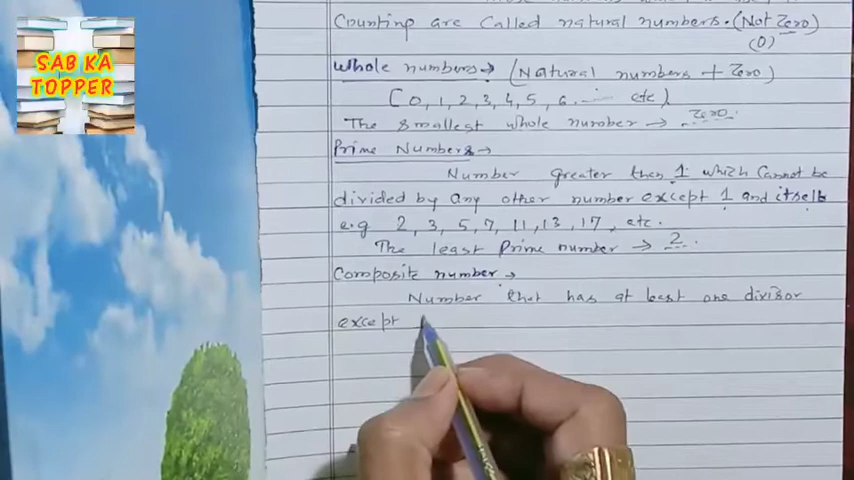 SAB KA
TOPPER
Counting are Called natural numbers. (Not Zero)
(0)
Whole numbers → (Natural numbers + Zero)
(0, 1, 2, 3, 4, 5, 6 ...... etc)
The smallest whole number → zero.
Prime Numbers →
Number greater then 1 which Cannot be
divided by any other number except 1 and itself
e.g 2, 3, 5, 7, 11, 13, 17, etc.
The least Prime number → 2.
Composite number →
Number that has at least one divisor
except